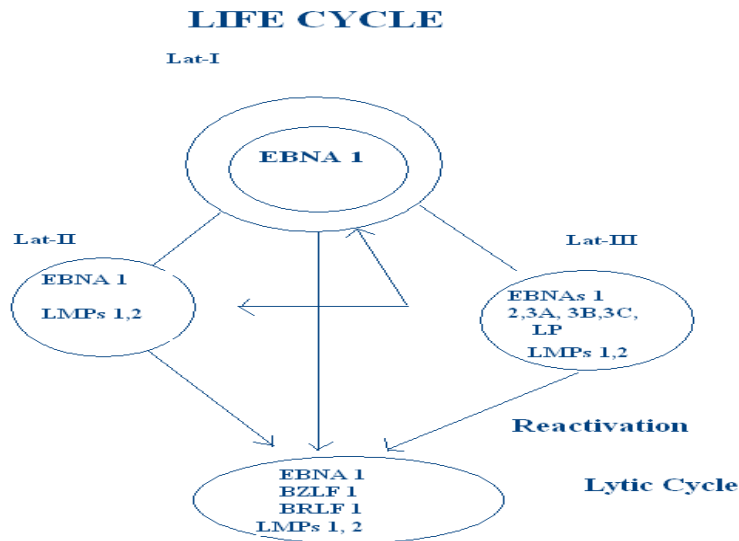 LIFE CYCLE
Lat-I
EBNA 1
Lat-II
EBNA 1
LMPs 1,2
Lat-III
EBNAs 1
2,3A, 3B,3C,
LP
LMPs 1,2
Reactivation
Lytic Cycle
EBNA 1
BZLF 1
BRLF 1
LMPs 1, 2